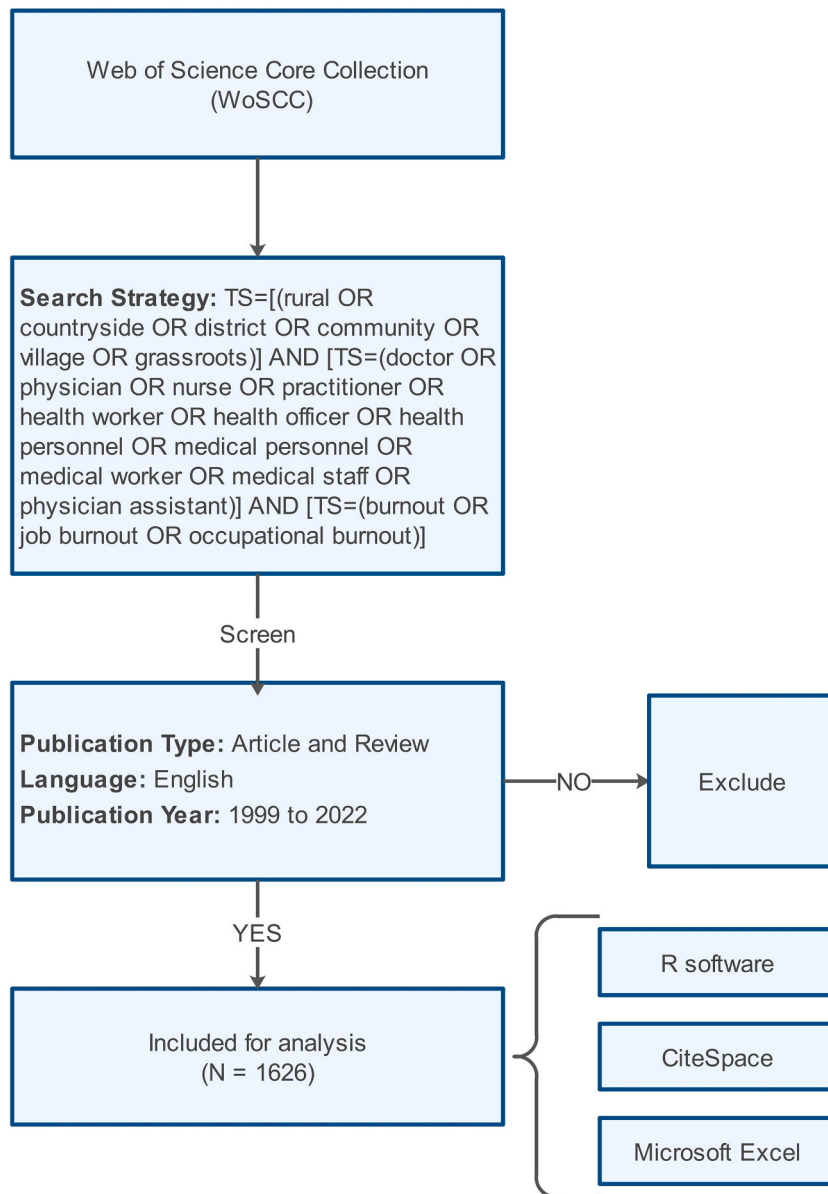 Web of Science Core Collection
(WoSCC)
Search Strategy: TS=[(rural OR
countryside OR district OR community OR
village OR grassroots)] AND [TS=(doctor OR
physician OR nurse OR practitioner OR
health worker OR health officer OR health
personnel OR medical personnel OR
medical worker OR medical staff OR
physician assistant)] AND [TS=(burnout OR
job burnout OR occupational burnout)]
Screen
Publication Type: Article and Review
Language: English
Publication Year: 1999 to 2022
NO
Exclude
YES
Included for analysis
(N = 1626)
R software
CiteSpace
Microsoft Excel